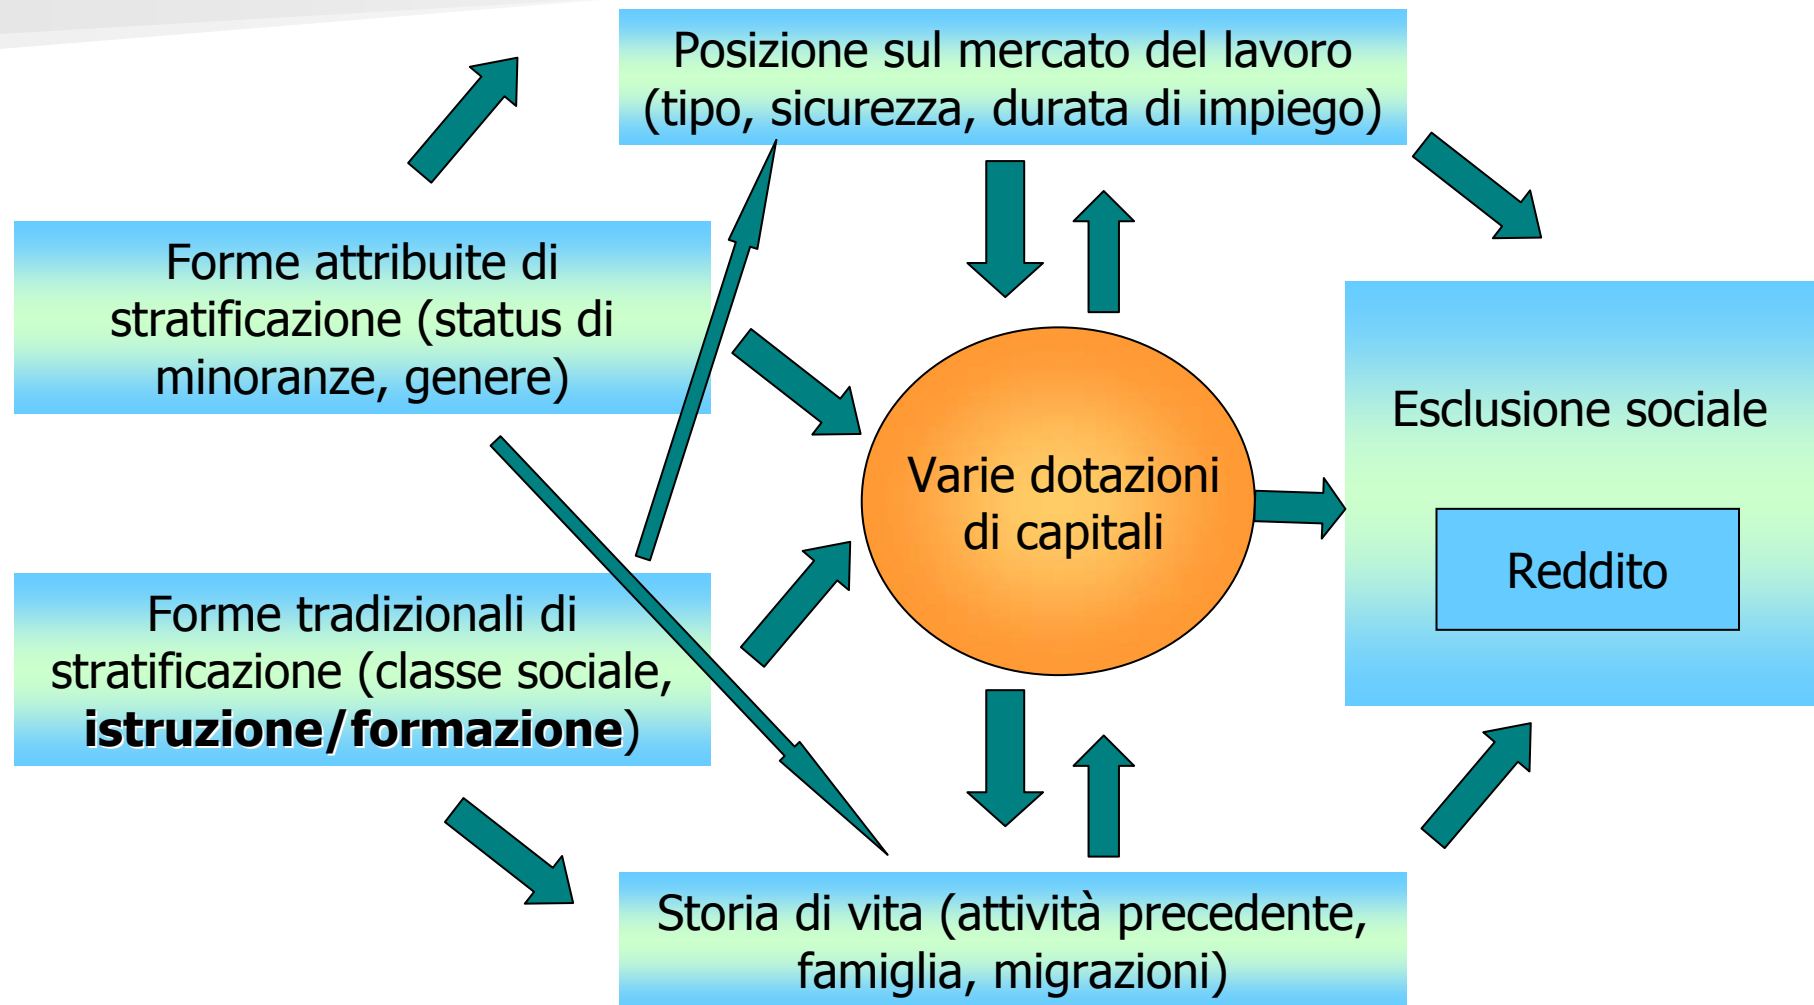 Posizione sul mercato del lavoro
(tipo, sicurezza, durata di impiego)
Forme attribuite di
stratificazione (status di
minoranze, genere)
Esclusione sociale
Varie dotazioni
di capitali
Reddito
Forme tradizionali di
stratificazione (classe sociale,
istruzione/formazione)
Storia di vita (attività precedente,
famiglia, migrazioni)